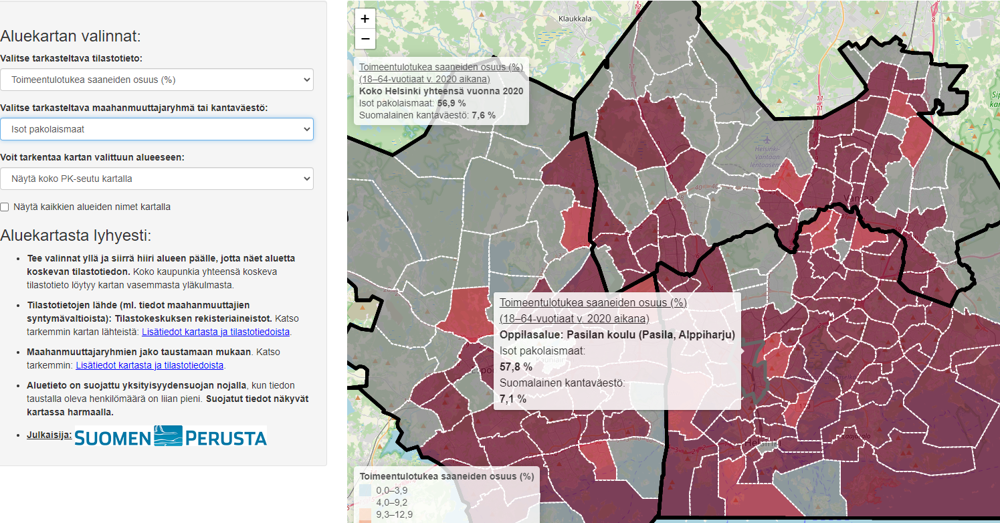 Aluekartan valinnat:
Valitse tarkasteltava tilastotieto:
Toimeentulotukea saaneiden osuus (%)
Valitse tarkasteltava maahanmuuttajaryhmä tai kantaväestö:
Isot pakolaismaat
Voit tarkentaa kartan valittuun alueeseen:
Näytä koko PK-seutu kartalla
Näytä kaikkien alueiden nimet kartalla
Aluekartasta lyhyesti:
• Tee valinnat yllä ja siirrä hiiri alueen päälle, jotta näet aluetta
koskevan tilastotiedon. Koko kaupunkia yhteensä koskeva
tilastotieto löytyy kartan vasemmasta yläkulmasta.
• Tilastotietojen lähde (ml. tiedot maahanmuuttajien
syntymävaltioista): Tilastokeskuksen rekisteriaineistot. Katso
tarkemmin kartan lähteistä: Lisätiedot kartasta ja tilastotiedoista.
• Maahanmuuttajaryhmien jako taustamaan mukaan. Katso
tarkemmin: Lisätiedot kartasta ja tilastotiedoista.
• Aluetieto on suojattu yksityisyydensuojan nojalla, kun tiedon
taustalla oleva henkilömäärä on liian pieni. Suojatut tiedot näkyvät
kartassa harmaalla.
• Julkaisija: SUOMEN PERUSTA
+
−
Klaukkala
Toimeentulotukea saaneiden osuus (%)
(18–64-vuotiaat v. 2020 aikana)
Koko Helsinki yhteensä vuonna 2020
Isot pakolaismaat: 56,9 %
Suomalainen kantaväestö: 7,6 %
Helsinki-
Vantaan
lentoasema
Vantaa
Toimeentulotukea saaneiden osuus (%)
(18–64-vuotiaat v. 2020 aikana)
Oppilasalue: Pasilan koulu (Pasila, Alppiharju)
Isot pakolaismaat:
57,8 %
Suomalainen kantaväestö:
7,1 %
Helsinki
Laajasalo
Toimeentulotukea saaneiden osuus (%)
0,0–3,9
4,0–9,2
9,3–12,9